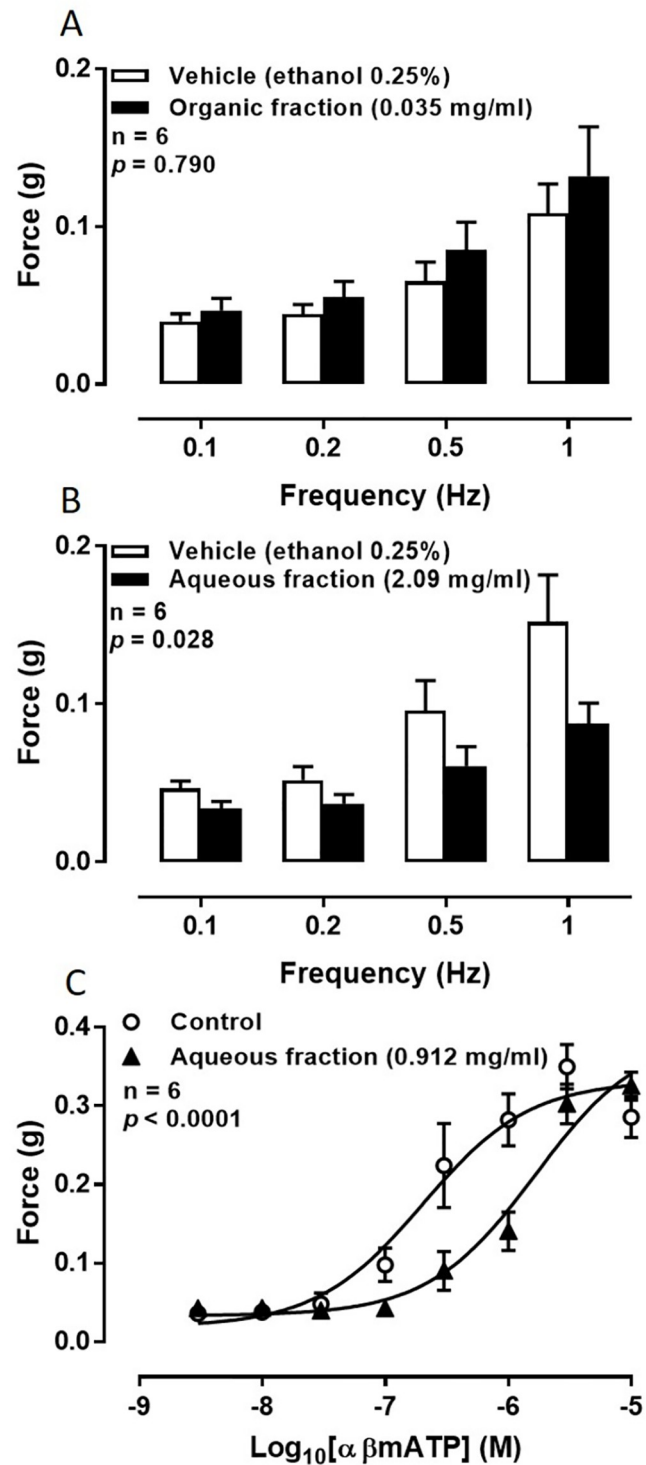 A
0.2
Vehicle (ethanol 0.25%)
Organic fraction (0.035 mg/ml)
n = 6
p = 0.790
Force (g)
0.1
0.0
0.1 0.2 0.5 1
Frequency (Hz)
B
0.2
Vehicle (ethanol 0.25%)
Aqueous fraction (2.09 mg/ml)
n = 6
p = 0.028
Force (g)
0.1
0.0
0.1 0.2 0.5 1
Frequency (Hz)
C
0.4
Control
Aqueous fraction (0.912 mg/ml)
n = 6
p < 0.0001
Force (g)
0.3
0.2
0.1
0.0
-9 -8 -7 -6 -5
Log10[α βmATP] (M)